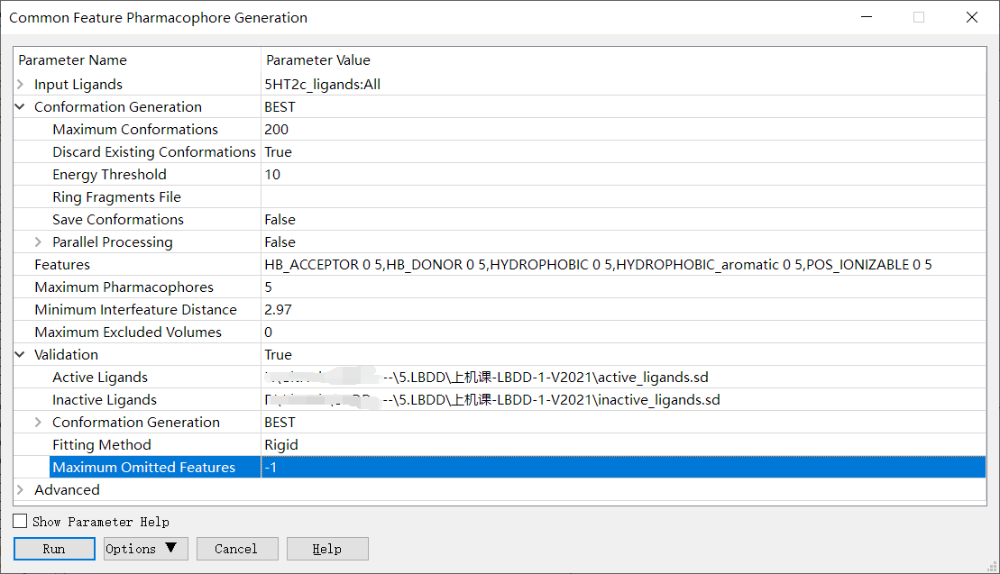 Common Feature Pharmacophore Generation
Parameter Name Parameter Value
Input Ligands 5HT2c_ligands:All
Conformation Generation BEST
Maximum Conformations 200
Discard Existing Conformations True
Energy Threshold 10
Ring Fragments File
Save Conformations False
Parallel Processing False
Features HB_ACCEPTOR 0 5,HB_DONOR 0 5,HYDROPHOBIC 0 5,HYDROPHOBIC_aromatic 0 5,POS_IONIZABLE 0 5
Maximum Pharmacophores 5
Minimum Interfeature Distance 2.97
Maximum Excluded Volumes 0
Validation True
Active Ligands --\5.LBDD\上机课-LBDD-1-V2021\active_ligands.sd
Inactive Ligands --\5.LBDD\上机课-LBDD-1-V2021\inactive_ligands.sd
Conformation Generation BEST
Fitting Method Rigid
Maximum Omitted Features -1
Advanced
Show Parameter Help
Run Options ▼ Cancel Help